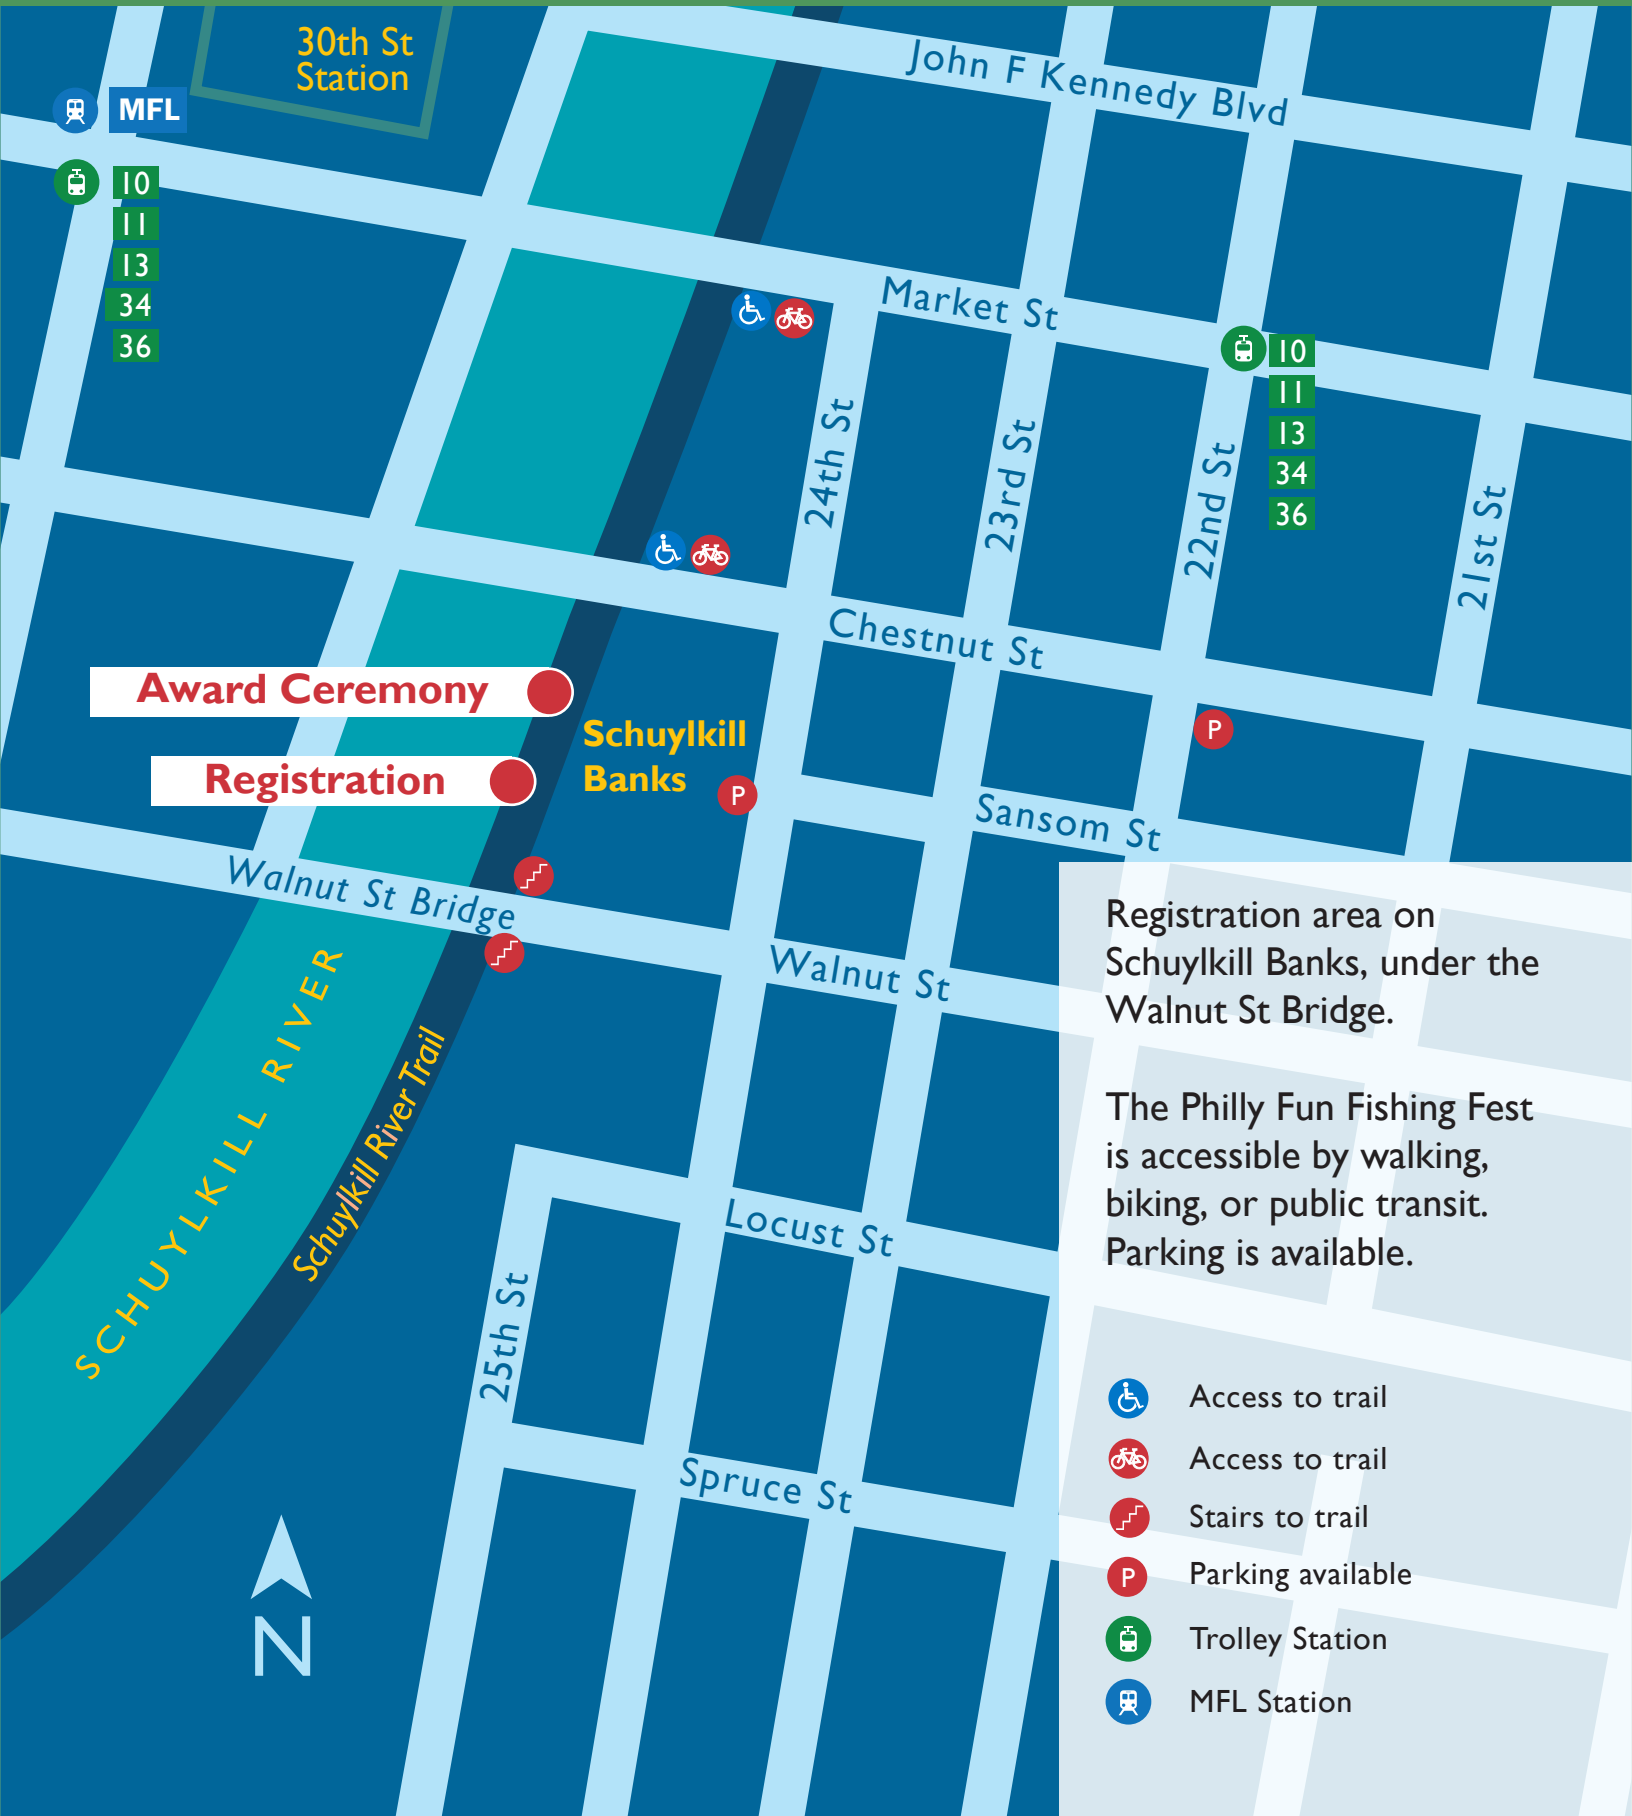 30th St
Station
MFL
10
11
13
34
36
John F Kennedy Blvd
Market St
10
11
13
34
36
24th St
23rd St
22nd St
21st St
Chestnut St
Award Ceremony
Registration
Schuylkill
Banks
P
P
Sansom St
Walnut St Bridge
Walnut St
SCHUYLKILL RIVER
Schuylkill River Trail
Locust St
25th St
Spruce St
N
Registration area on
Schuylkill Banks, under the
Walnut St Bridge.
The Philly Fun Fishing Fest
is accessible by walking,
biking, or public transit.
Parking is available.
Access to trail
Access to trail
Stairs to trail
P Parking available
Trolley Station
MFL Station